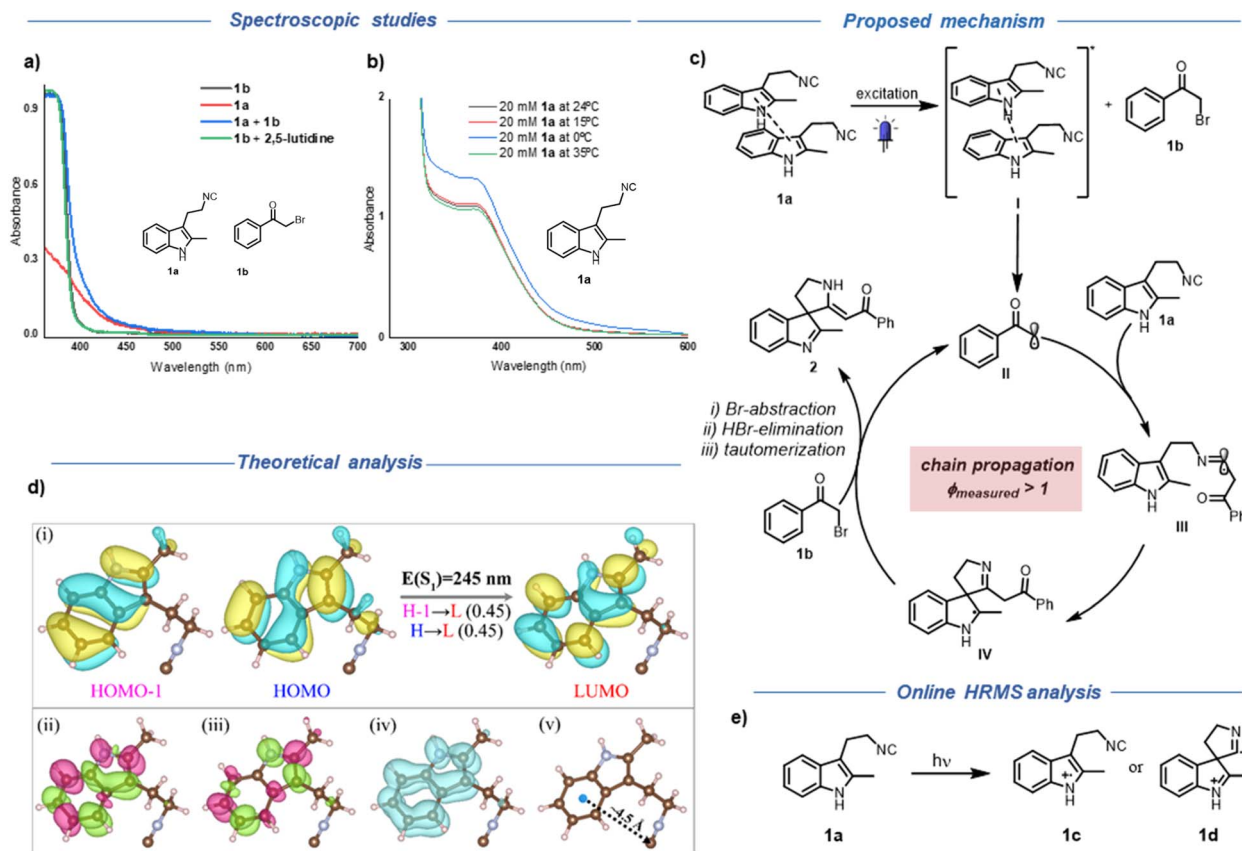 Spectroscopic studies
a)
1b
1a
1a + 1b
1b + 2,5-lutidine
0.9
0.6
0.3
0.0
Absorbance
NC
N
H
1a
O
Br
1b
400
450
500
550
600
650
700
Wavelength (nm)
b)
20 mM 1a at 24ºC
20 mM 1a at 15ºC
20 mM 1a at 0ºC
20 mM 1a at 35ºC
2
1
0
Absorbance
NC
N
H
1a
300
400
500
600
Wavelength (nm)
Proposed mechanism
c)
NC
N
H
NC
N
H
1a
excitation
NC
N
H
NC
N
H
*
+
O
Br
1b
I
NC
N
H
1a
O
II
NH
O
Ph
N
2
i) Br-abstraction
ii) HBr-elimination
iii) tautomerization
chain propagation
ϕmeasured > 1
O
Br
1b
N
O
Ph
N
H
III
N
O
Ph
N
H
IV
Theoretical analysis
d)
(i)
E(S1)=245 nm
H-1→L (0.45)
H→L (0.45)
HOMO-1
HOMO
LUMO
(ii)
(iii)
(iv)
(v)
4.5 Å
Online HRMS analysis
e)
NC
N
H
1a
hν
NC
N
H
1c
or
N
N
H
1d